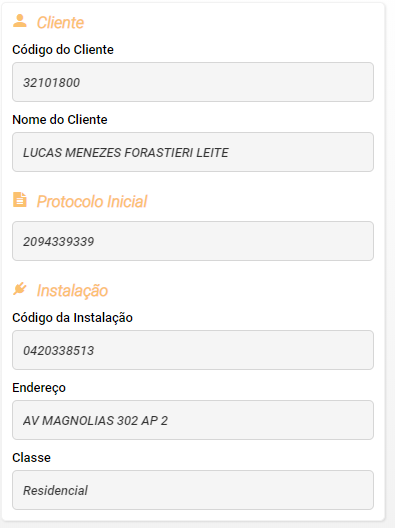 Cliente
Código do Cliente
32101800
Nome do Cliente
LUCAS MENEZES FORASTIERI LEITE
Protocolo Inicial
2094339339
Instalação
Código da Instalação
0420338513
Endereço
AV MAGNOLIAS 302 AP 2
Classe
Residencial